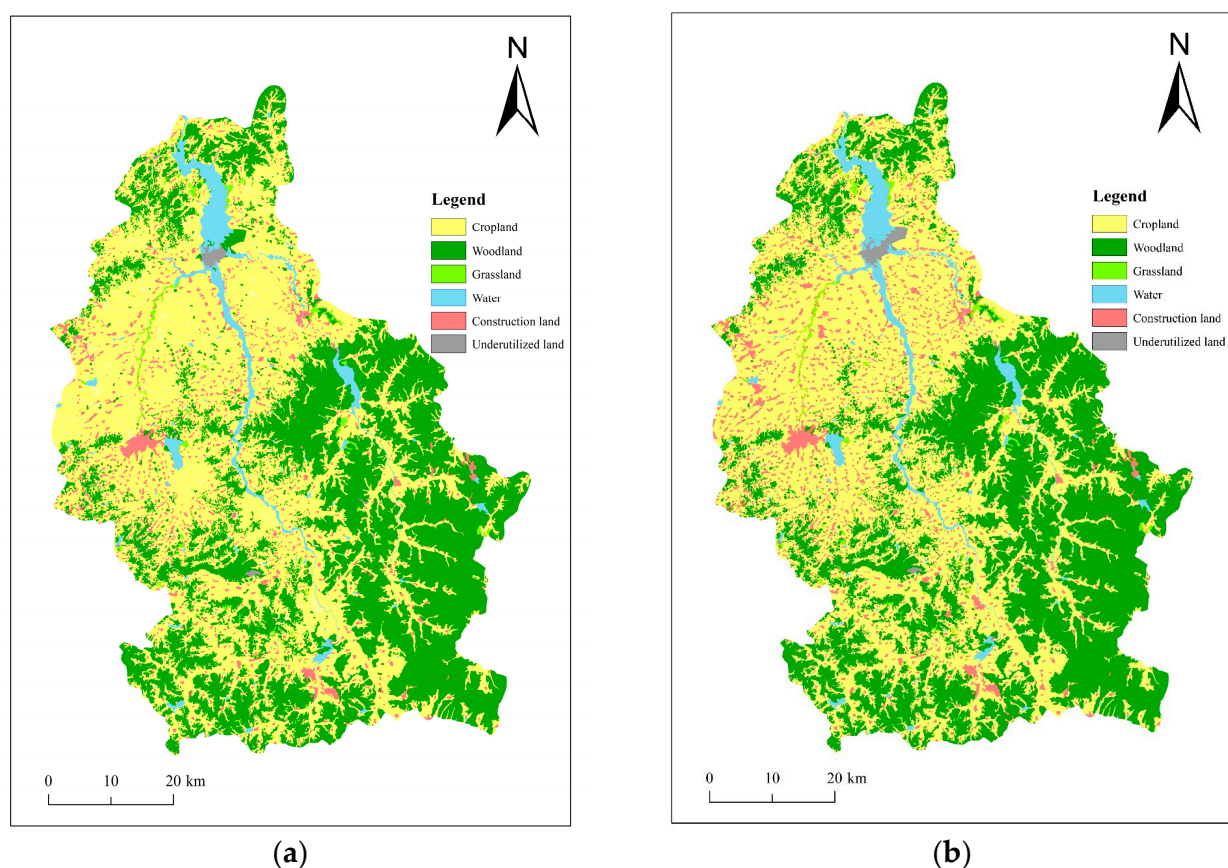 N
Legend
Cropland
Woodland
Grassland
Water
Construction land
Underutilized land
0 10 20 km
(a)
N
Legend
Cropland
Woodland
Grassland
Water
Construction land
Underutilized land
0 10 20 km
(b)